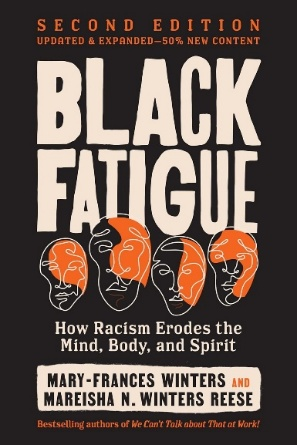 SECOND EDITION
UPDATED & EXPANDED—50% NEW CONTENT
BLACK
FATIGUE
How Racism Erodes the
Mind, Body, and Spirit
MARY-FRANCES WINTERS AND
MAREISHA N. WINTERS REESE
Bestselling authors of We Can't Talk about That at Work!